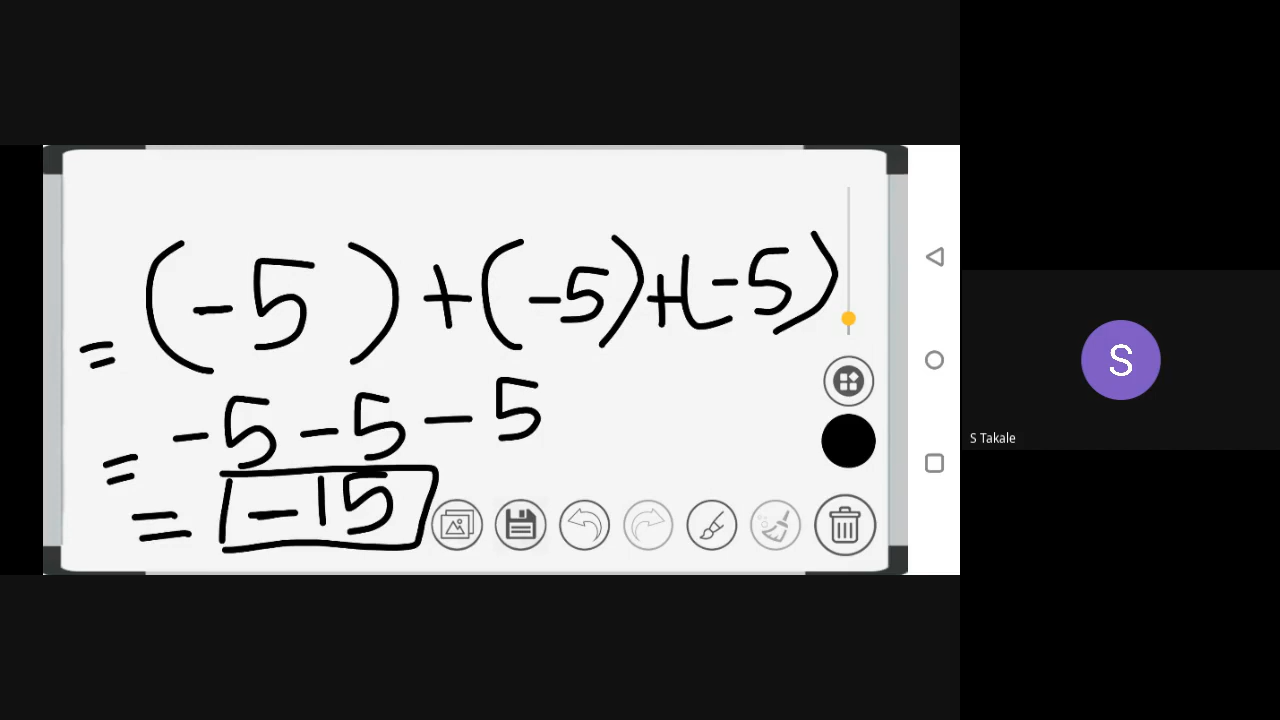 = (-5) + (-5) + (-5)
= -5 - 5 - 5
= -15
S
S Takale